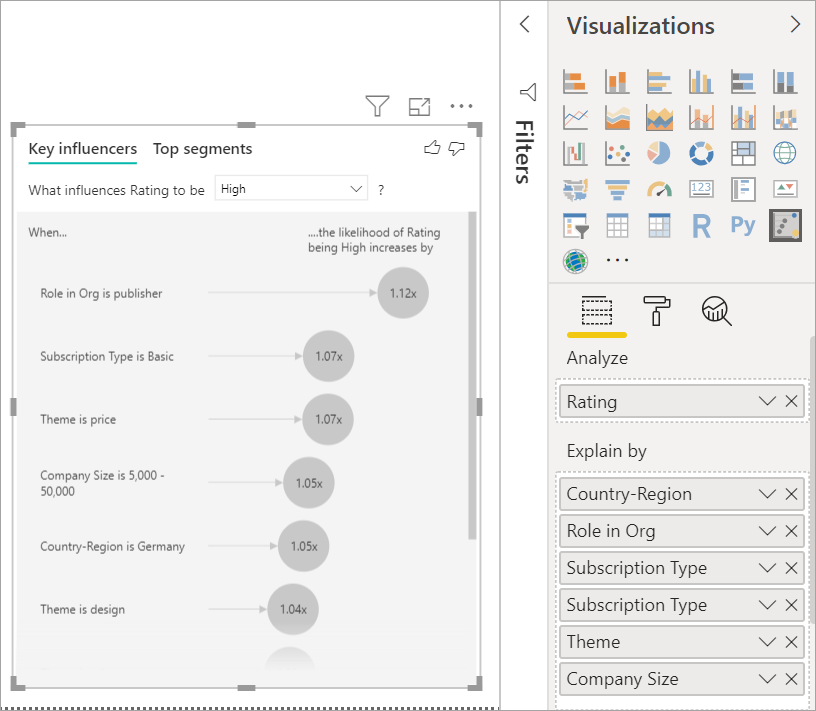 Visualizations
Filters
Key influencers Top segments
What influences Rating to be High ?
When...
....the likelihood of Rating
being High increases by
Role in Org is publisher 1.12x
Subscription Type is Basic 1.07x
Theme is price 1.07x
Company Size is 5,000 -
50,000
1.05x
Country-Region is Germany 1.05x
Theme is design 1.04x
123
R Py
Analyze
Rating
Explain by
Country-Region
Role in Org
Subscription Type
Subscription Type
Theme
Company Size